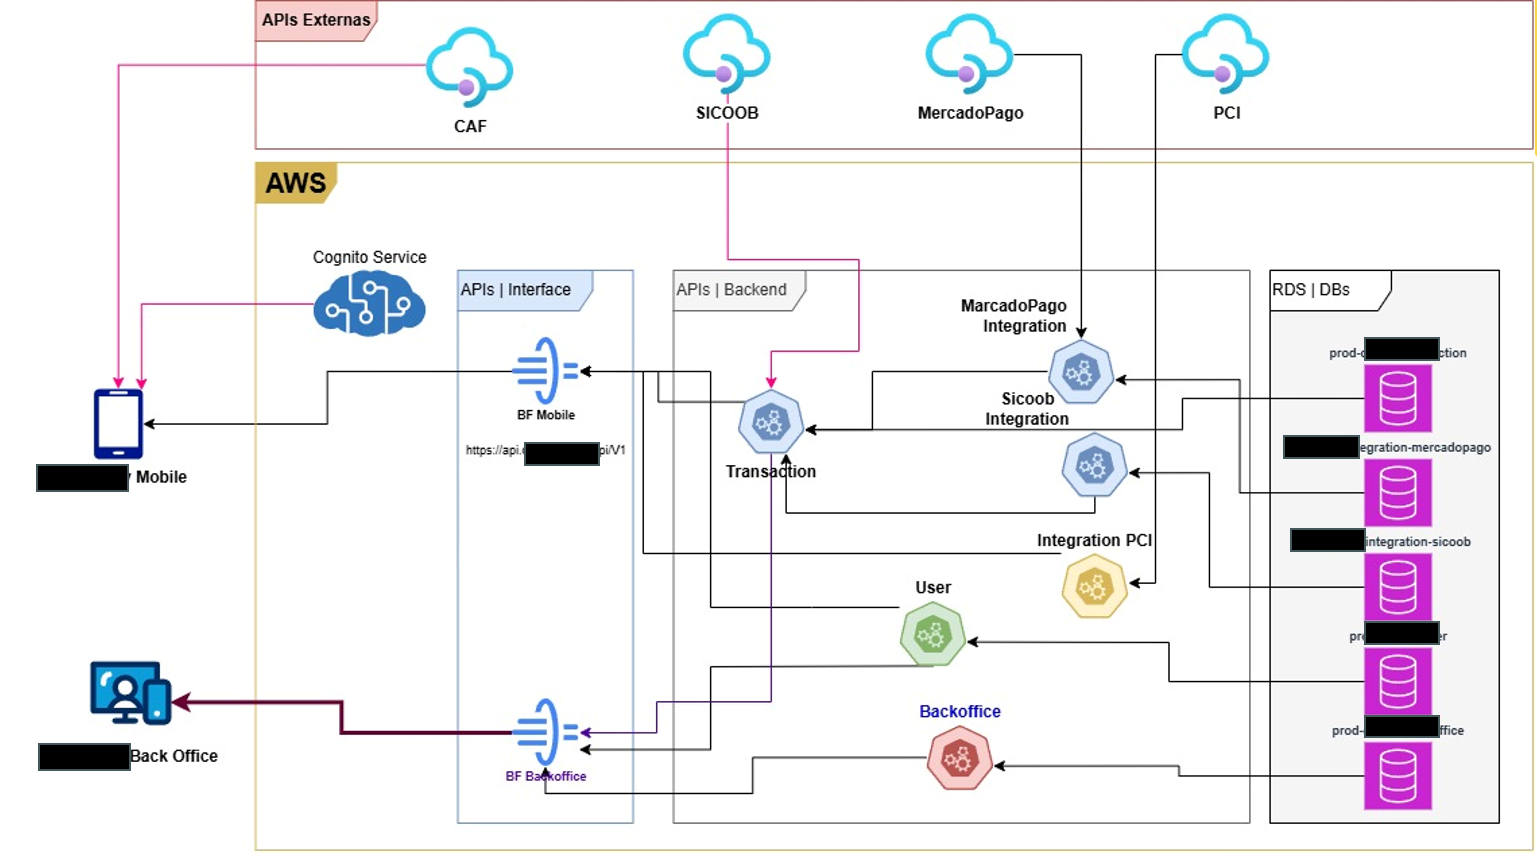 APIs Externas
CAF
SICOOB
MercadoPago
PCI
AWS
Cognito Service
APIs | Interface
APIs | Backend
RDS | DBs
MarcadoPago
Integration
Sicoob
Integration
BF Mobile
https://api. pi/V1
Transaction
Mobile
Integration PCI
User
Backoffice
BF Backoffice
Back Office
prod- ction
egration-mercadopago
integration-sicoob
pr er
prod- ffice